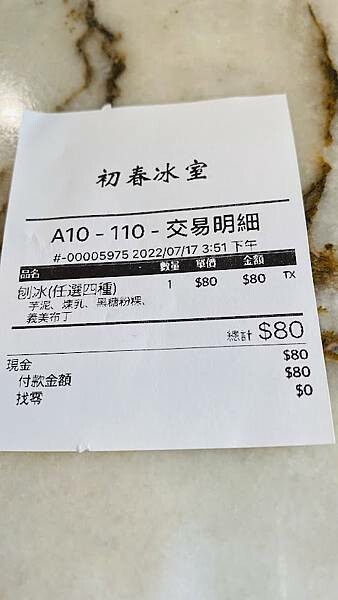 初春冰室
A10 - 110 - 交易明細
#-00005975 2022/07/17 3:51 下午
品名 數量 單價 金額
刨冰(任選四種) 1 $80 $80 TX
芋泥、煉乳、黑糖粉粿、
義美布丁
總計 $80
現金 $80
付款金額 $80
找零 $0